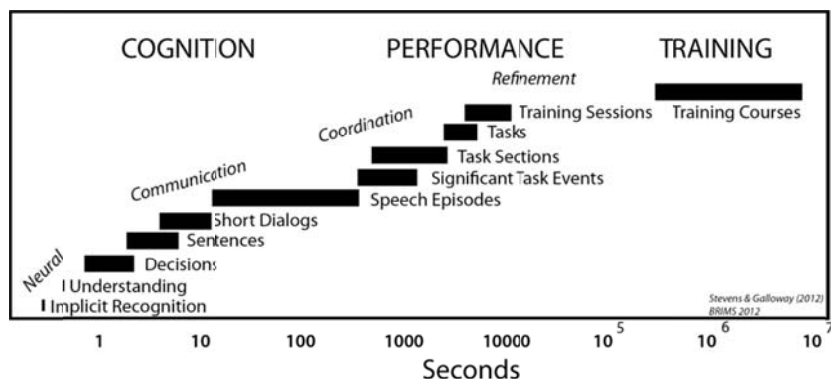 COGNITION PERFORMANCE TRAINING
Refinement
Training Sessions Training Courses
Coordination
Tasks
Task Sections
Communication
Significant Task Events
Speech Episodes
Short Dialogs
Sentences
Neural
Decisions
Understanding
Implicit Recognition
Stevens & Galloway (2012)
BRIMS 2012
1 10 100 1000 10000 10^5 10^6 10^7
Seconds